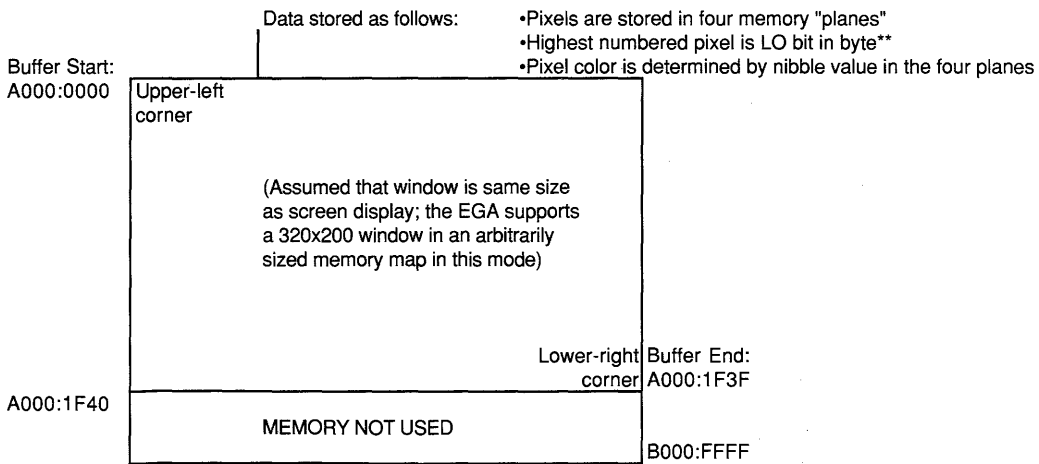 Data stored as follows:
•Pixels are stored in four memory "planes"
•Highest numbered pixel is LO bit in byte**
•Pixel color is determined by nibble value in the four planes
Buffer Start:
A000:0000
Upper-left
corner
(Assumed that window is same size
as screen display; the EGA supports
a 320x200 window in an arbitrarily
sized memory map in this mode)
Lower-right
corner
Buffer End:
A000:1F3F
A000:1F40
MEMORY NOT USED
B000:FFFF